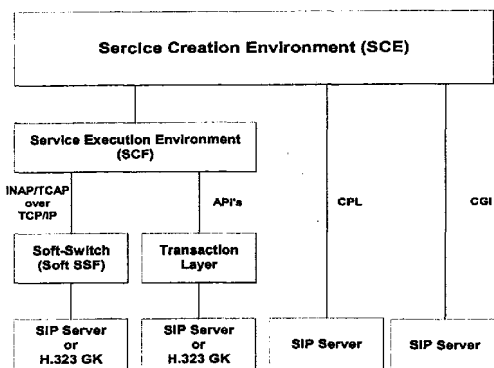 Sercice Creation Environment (SCE)
Service Execution Environment
(SCF)
INAP/TCAP
over
TCP/IP
API's
CPL
CGI
Soft-Switch
(Soft SSF)
Transaction
Layer
SIP Server
or
H.323 GK
SIP Server
or
H.323 GK
SIP Server
SIP Server